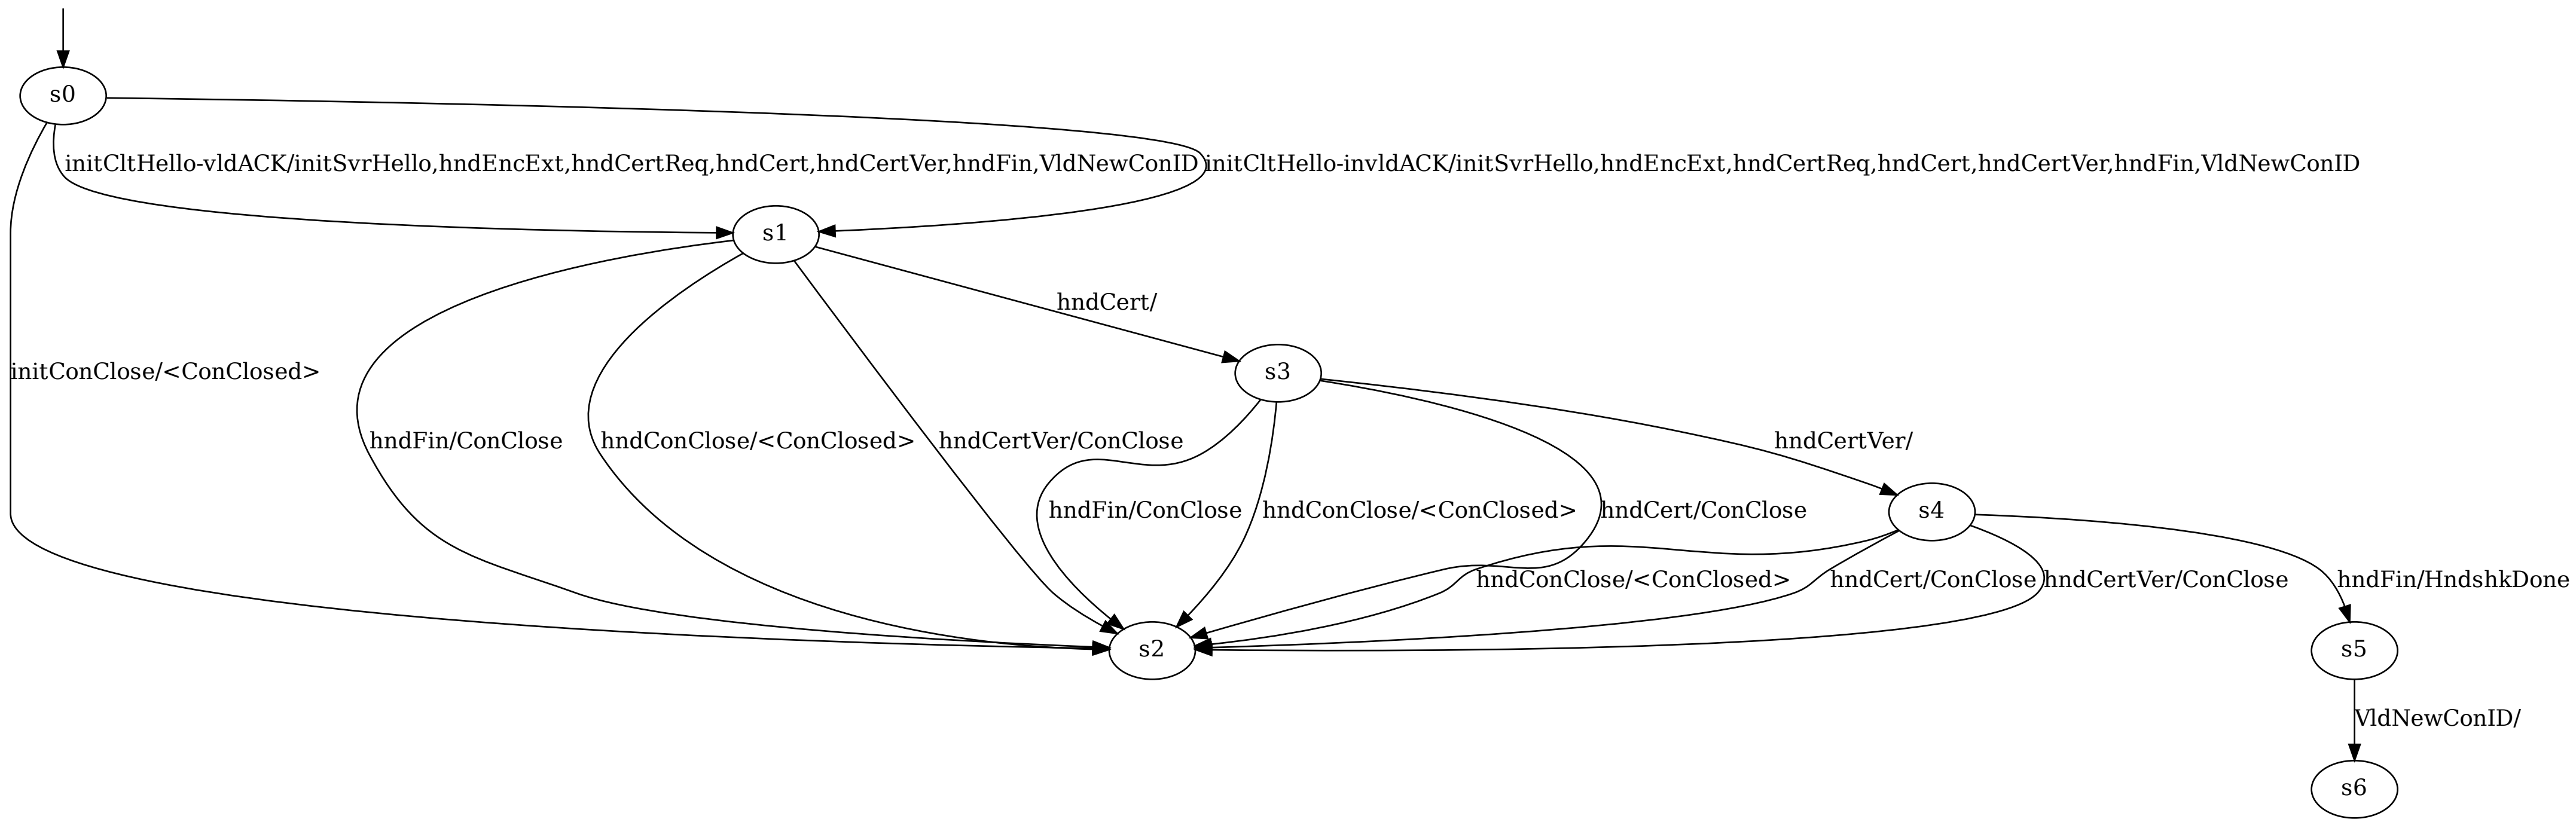 s0
initCltHello-vldACK/initSvrHello,hndEncExt,hndCertReq,hndCert,hndCertVer,hndFin,VldNewConID
initCltHello-invldACK/initSvrHello,hndEncExt,hndCertReq,hndCert,hndCertVer,hndFin,VldNewConID
s1
hndCert/
initConClose/<ConClosed>
s3
hndFin/ConClose
hndConClose/<ConClosed>
hndCertVer/ConClose
hndCertVer/
hndFin/ConClose
hndConClose/<ConClosed>
hndCert/ConClose
s4
hndConClose/<ConClosed>
hndCert/ConClose
hndCertVer/ConClose
hndFin/HndshkDone
s2
s5
VldNewConID/
s6